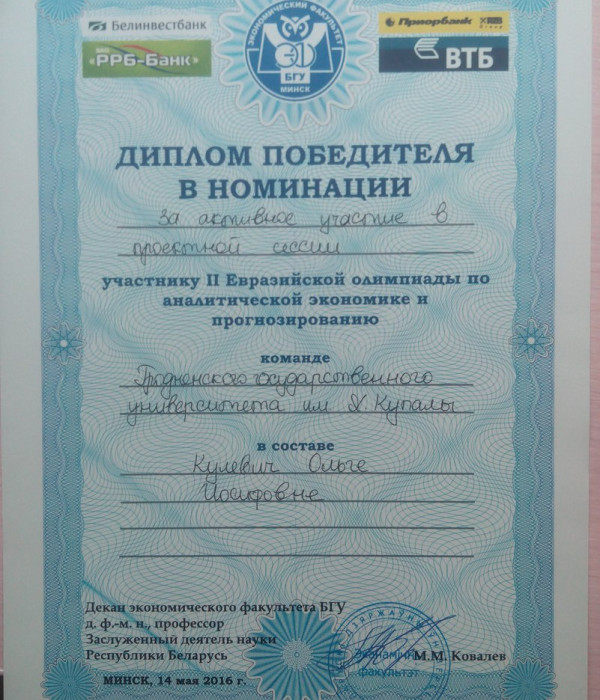 Белинвестбанк
ЗАО
«РРБ-Банк»
ЭКОНОМИЧЕСКИЙ ФАКУЛЬТЕТ
БГУ
МИНСК
Приорбанк
ВТБ
ДИПЛОМ ПОБЕДИТЕЛЯ
В НОМИНАЦИИ
За активное участие в
проектной сессии
участнику II Евразийской олимпиады по
аналитической экономике и
прогнозированию
команде
Гродненского государственного
университета им Я. Купалы
в составе
Кулевич Ольге
Иосифовне
Декан экономического факультета БГУ
д. ф.-м. н., профессор
Заслуженный деятель науки
Республики Беларусь
М.М. Ковалев
МИНСК, 14 мая 2016 г.